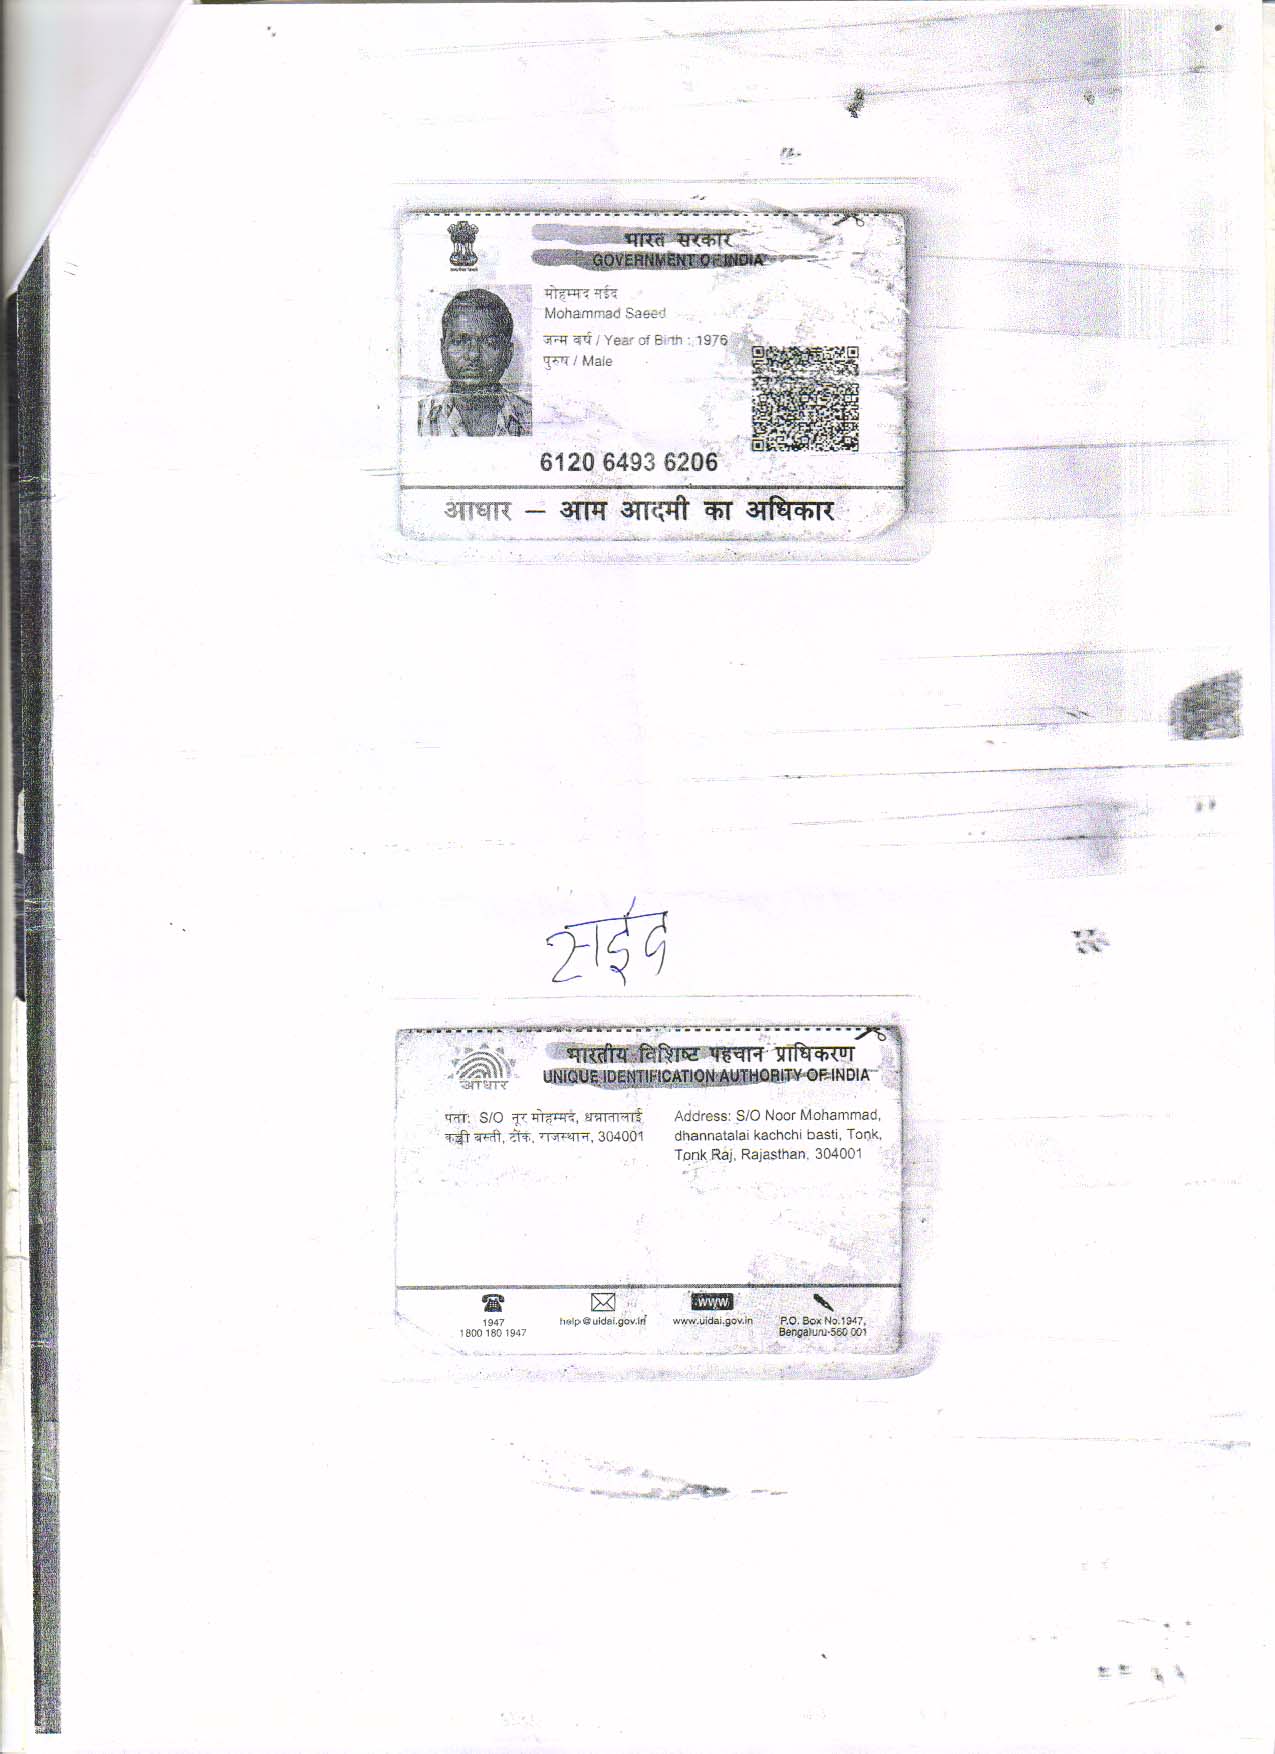 भारत सरकार
GOVERNMENT OF INDIA
मोहम्मद सईद
Mohammad Saeed
जन्म वर्ष / Year of Birth : 1976
पुरुष / Male
6120 6493 6206
आधार – आम आदमी का अधिकार
सईद
भारतीय विशिष्ट पहचान प्राधिकरण
UNIQUE IDENTIFICATION AUTHORITY OF INDIA
आधार
पता: S/O नूर मोहम्मद, धन्नातालाई
कच्ची बस्ती, टोंक, राजस्थान, 304001
Address: S/O Noor Mohammad,
dhannatalai kachchi basti, Tonk,
Tonk Raj, Rajasthan, 304001
1947
1800 180 1947
help@uidai.gov.in
www
www.uidai.gov.in
P.O. Box No.1947,
Bengaluru-560 001